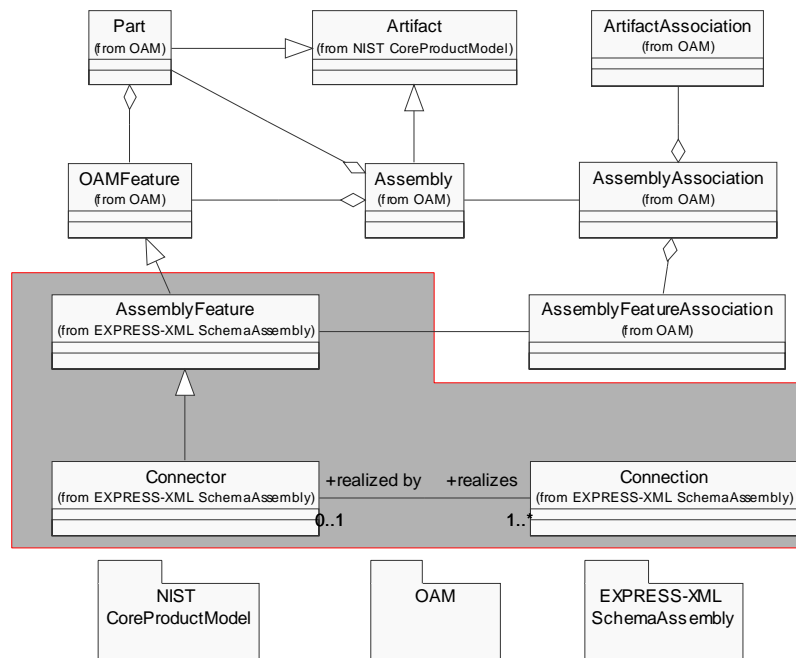 Part
(from OAM)
Artifact
(from NIST CoreProductModel)
ArtifactAssociation
(from OAM)
OAMFeature
(from OAM)
Assembly
(from OAM)
AssemblyAssociation
(from OAM)
AssemblyFeature
(from EXPRESS-XML SchemaAssembly)
AssemblyFeatureAssociation
(from OAM)
Connector
(from EXPRESS-XML SchemaAssembly)
+realized by
+realizes
0..1
1..*
Connection
(from EXPRESS-XML SchemaAssembly)
NIST
CoreProductModel
OAM
EXPRESS-XML
SchemaAssembly